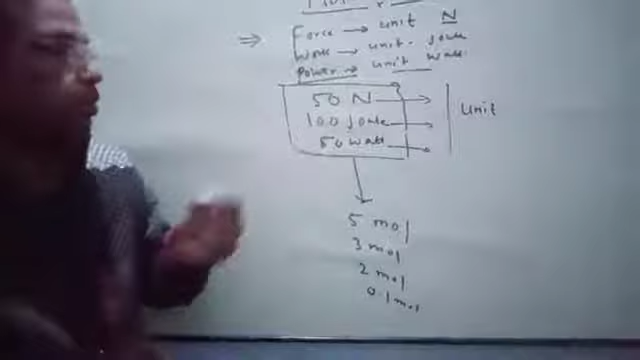 ⇒ Force → unit N
Work → unit. Joule
Power → unit Watt
50 N →
100 Joule →
50 watt →
Unit
5 mol
3 mol
2 mol
0.1 mol